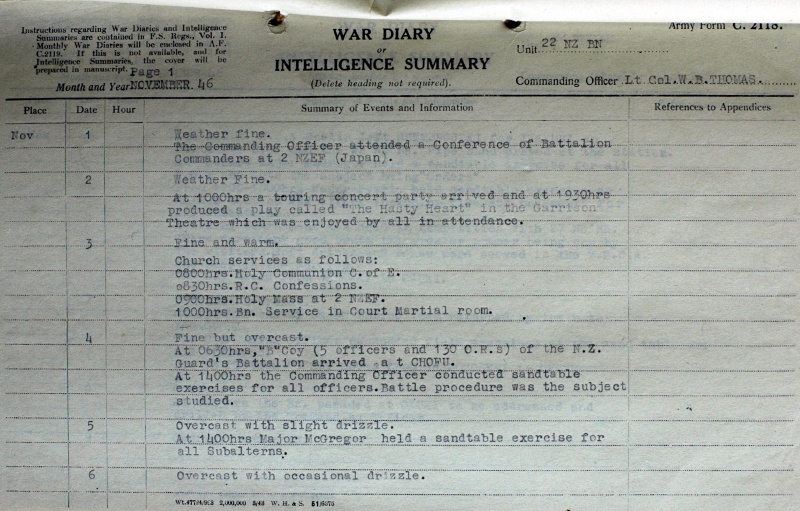 Instructions regarding War Diaries and Intelligence
Summaries are contained in F.S. Regs., Vol. I.
Monthly War Diaries will be enclosed in A.F.
C.2119. If this is not available, and for
Intelligence Summaries, the cover will be
prepared in manuscript.
Page 1
Month and Year NOVEMBER. 46
WAR DIARY
or
INTELLIGENCE SUMMARY
(Delete heading not required).
Army Form C. 2118.
Unit 22 NZ BN
Commanding Officer Lt Col.W.B.THOMAS.
Place Date Hour Summary of Events and Information References to Appendices
Nov 1 Weather fine.
The Commanding Officer attended a Conference of Battalion
Commanders at 2 NZEF (Japan).
2 Weather Fine.
At 1000hrs a touring concert party arrived and at 1930hrs
produced a play called "The Hasty Heart" in the Garrison
Theatre which was enjoyed by all in attendance.
3 Fine and warm.
Church services as follows:
0800hrs.Holy Communion C.of E.
0830hrs.R.C. Confessions.
0900hrs.Holy Mass at 2 NZEF.
1000hrs.Bn. Service in Court Martial room.
4 Fine but overcast.
At 0630hrs,"B"Coy (5 officers and 130 O.R.s) of the N.Z.
Guard's Battalion arrived a t CHOFU.
At 1400hrs the Commanding Officer conducted sandtable
exercises for all officers.Battle procedure was the subject
studied.
5 Overcast with slight drizzle.
At 1400hrs Major McGregor held a sandtable exercise for
all Subalterns.
6 Overcast with occasional drizzle.
2,000,000 W. H. & S.